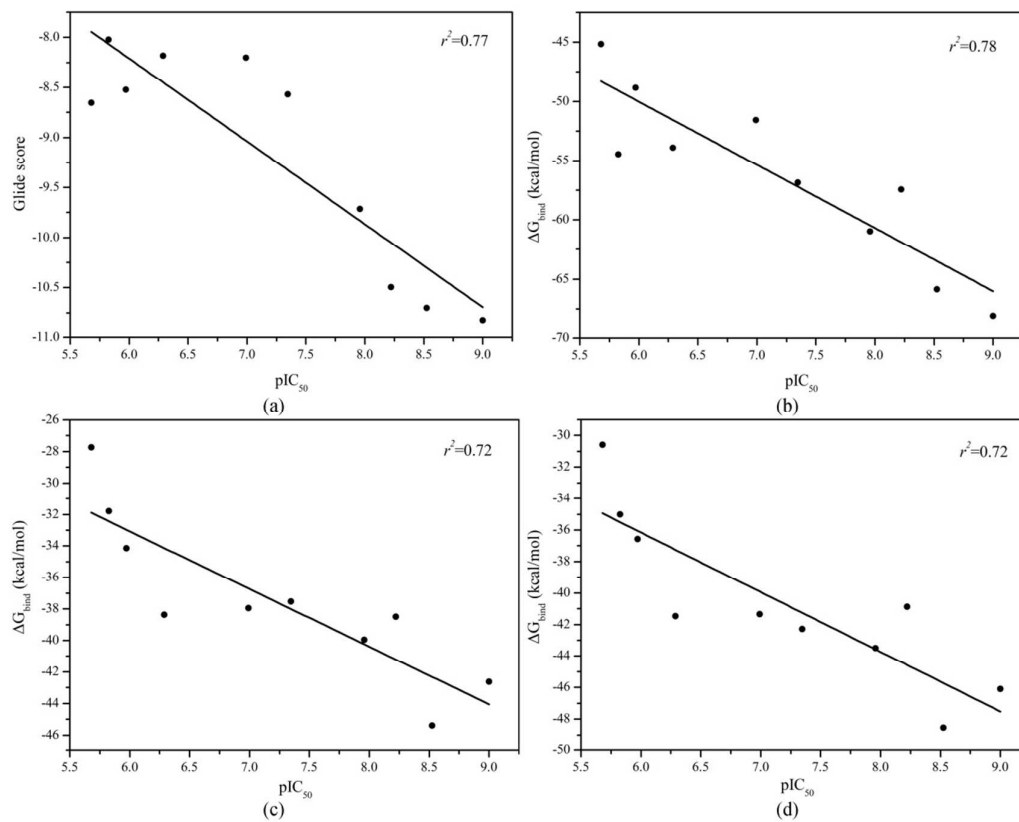 r²=0.77
Glide score
-8.0
-8.5
-9.0
-9.5
-10.0
-10.5
-11.0
5.5 6.0 6.5 7.0 7.5 8.0 8.5 9.0
pIC50
(a)
r²=0.78
ΔGbind (kcal/mol)
-45
-50
-55
-60
-65
-70
5.5 6.0 6.5 7.0 7.5 8.0 8.5 9.0
pIC50
(b)
r²=0.72
ΔGbind (kcal/mol)
-26
-28
-30
-32
-34
-36
-38
-40
-42
-44
-46
5.5 6.0 6.5 7.0 7.5 8.0 8.5 9.0
pIC50
(c)
r²=0.72
ΔGbind (kcal/mol)
-30
-32
-34
-36
-38
-40
-42
-44
-46
-48
-50
5.5 6.0 6.5 7.0 7.5 8.0 8.5 9.0
pIC50
(d)